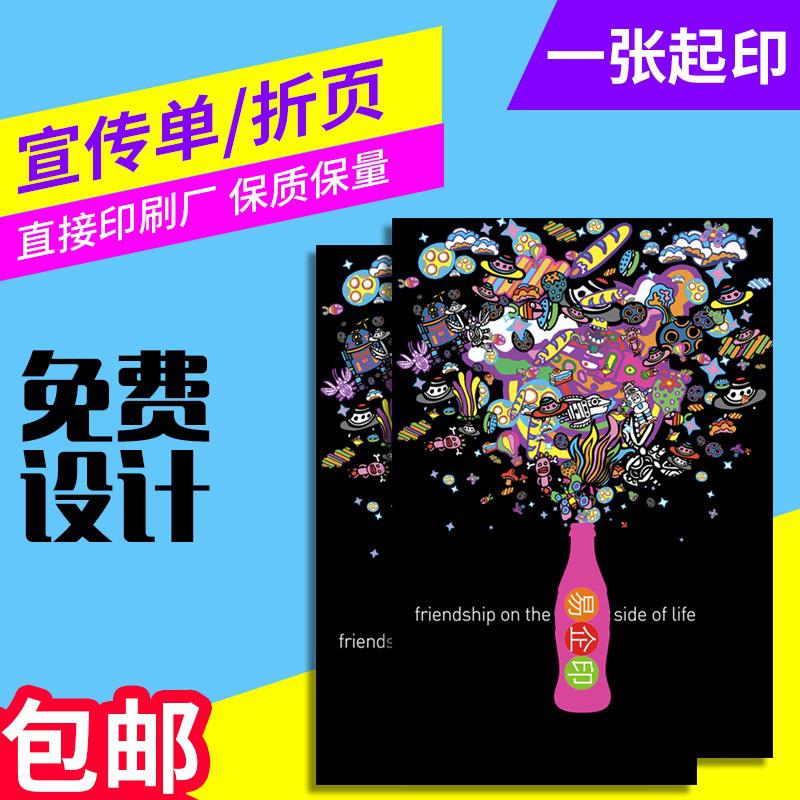 一张起印
宣传单/折页
直接印刷厂 保质保量
免费
设计
friendship on the side of life
易企印
friends
包邮